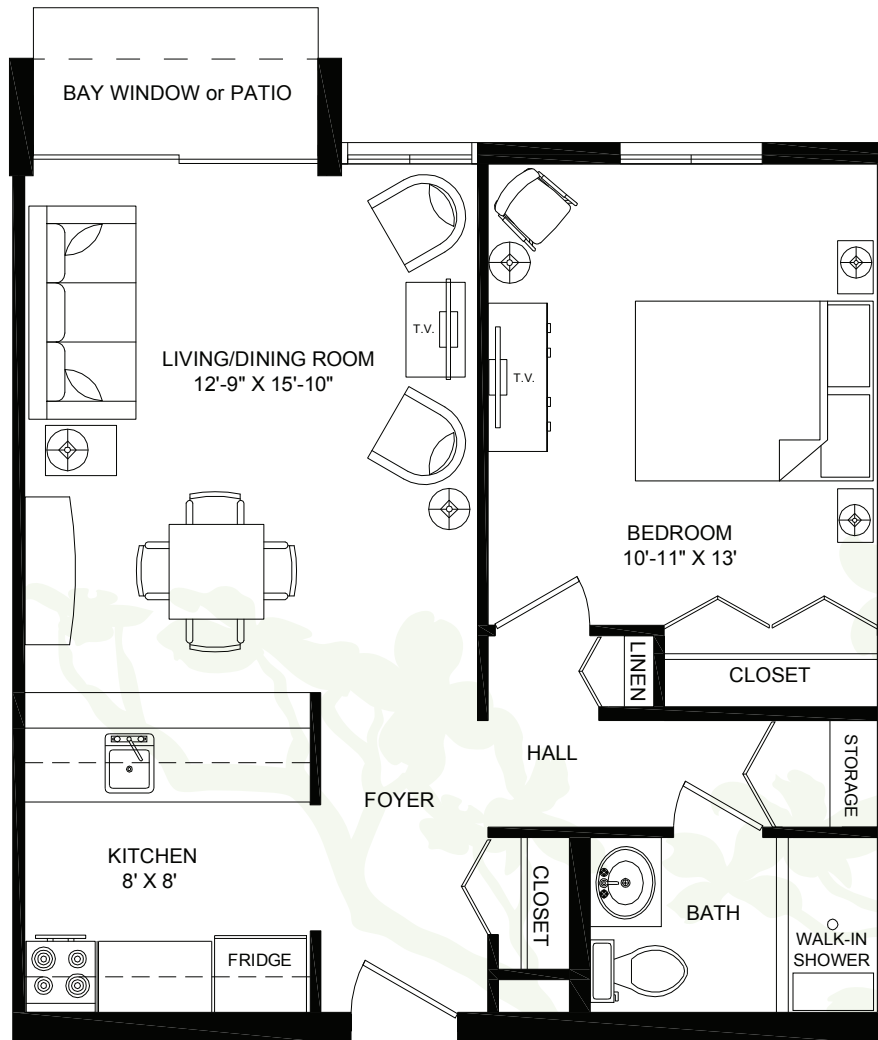 BAY WINDOW or PATIO
T.V.
LIVING/DINING ROOM
12'-9" X 15'-10"
T.V.
BEDROOM
10'-11" X 13'
LINEN
CLOSET
HALL
STORAGE
FOYER
KITCHEN
8' X 8'
CLOSET
BATH
WALK-IN
SHOWER
FRIDGE